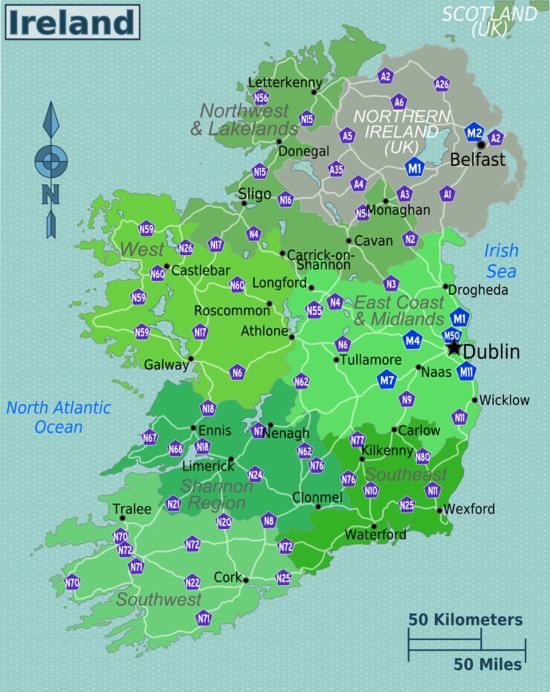 Ireland
SCOTLAND
(UK)
Letterkenny
A2
A26
N56
A6
Northwest
& Lakelands
N15
NORTHERN
IRELAND
(UK)
A5
M2
A2
Donegal
Belfast
N15
A35
M1
A4
Sligo
N16
A3
A1
N5
Monaghan
N59
N4
Cavan
N2
West
N26
N17
Carrick-on-
Shannon
Irish
Sea
N60
Castlebar
Longford
N60
N3
Drogheda
N59
Roscommon
N55
N4
East Coast
& Midlands
M1
N59
N17
Athlone
N6
M4
M50
Dublin
Galway
Tullamore
N6
Naas
M11
N62
M7
North Atlantic
Ocean
N18
N9
Wicklow
N11
Ennis
N7
Nenagh
Carlow
N67
N68
N18
N77
Kilkenny
N62
N80
Limerick
N76
N24
Southeast
Shannon
Region
N76
N10
N11
Clonmel
N21
N25
Wexford
Tralee
N20
N8
Waterford
N70
N72
N72
N72
N71
N70
N22
Cork
N25
Southwest
N71
50 Kilometers
50 Miles
N